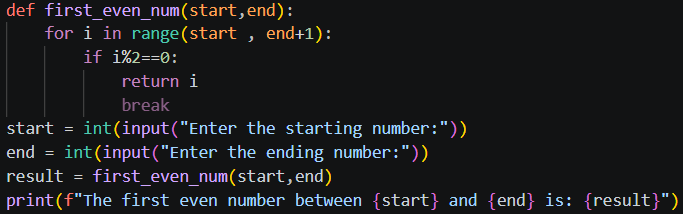 def first_even_num(start,end):
    for i in range(start , end+1):
        if i%2==0:
            return i
            break
start = int(input("Enter the starting number:"))
end = int(input("Enter the ending number:"))
result = first_even_num(start,end)
print(f"The first even number between {start} and {end} is: {result}")